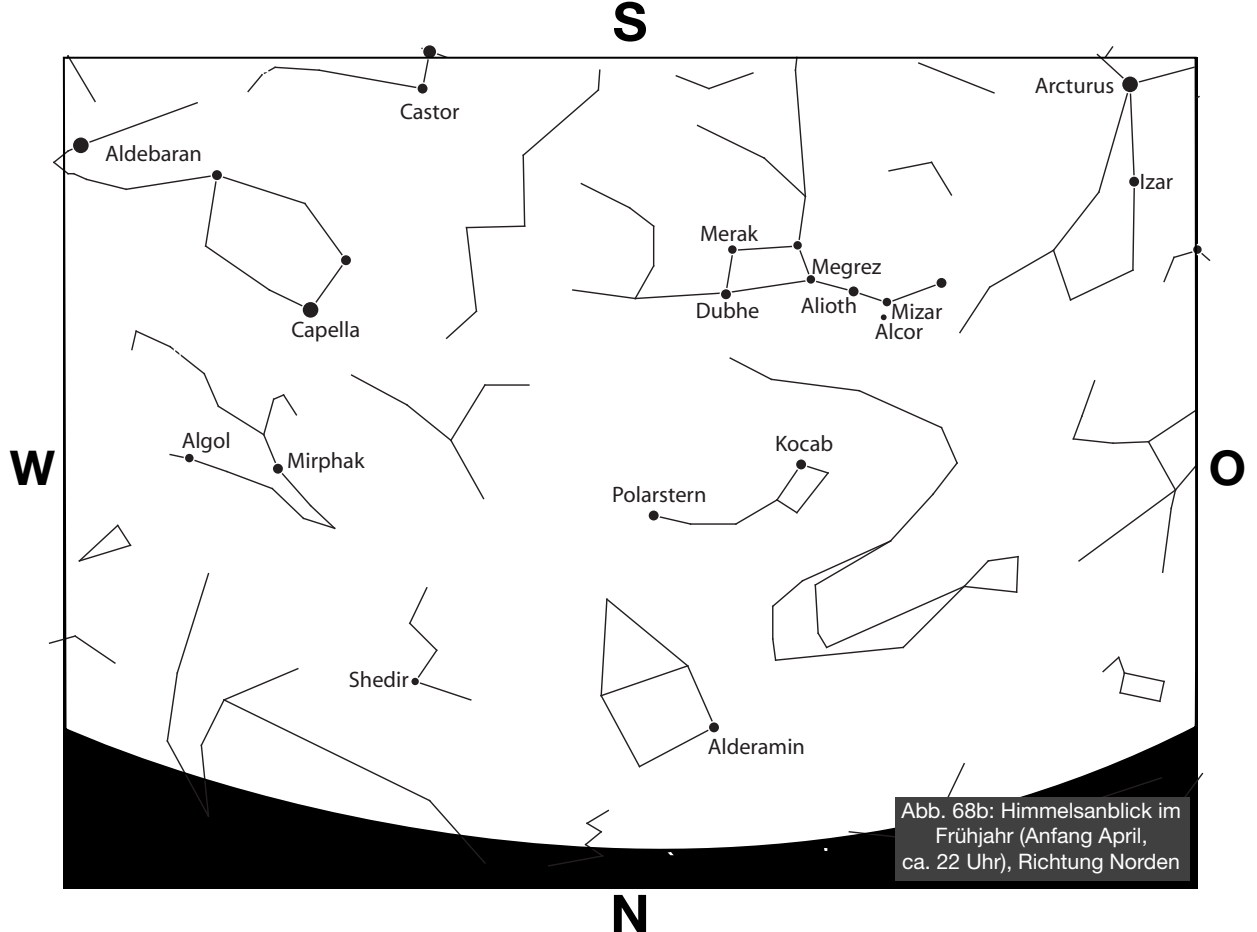 S
Arcturus
Castor
Aldebaran
Izar
Merak
Megrez
Dubhe
Alioth
Mizar
Alcor
Capella
Algol
Mirphak
Kocab
W
O
Polarstern
Shedir
Alderamin
Abb. 68b: Himmelsanblick im
Frühjahr (Anfang April,
ca. 22 Uhr), Richtung Norden
N